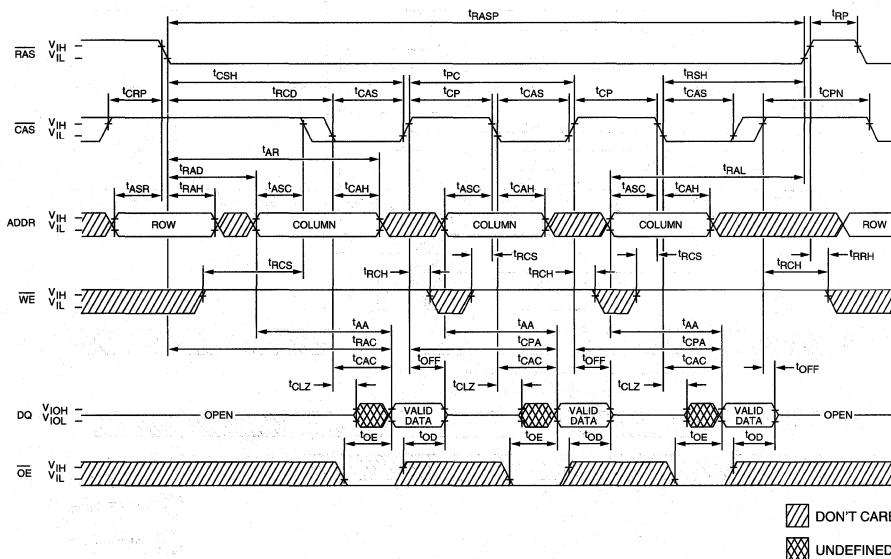 tRASP tRP
RAS VIH
VIL
tCSH tPC tRSH
tCRP tRCD tCAS tCP tCAS tCP tCAS tCPN
CAS VIH
VIL
tAR
tRAD tRAL
tASR tRAH tASC tCAH tASC tCAH tASC tCAH
ADDR VIH
VIL
ROW COLUMN COLUMN COLUMN ROW
tRCS tRCH tRCS tRCH tRCS tRCH tRRH
WE VIH
VIL
tAA tAA tAA
tRAC tCPA tCPA
tCAC tOFF tCAC tOFF tCAC tOFF
tCLZ tCLZ tCLZ
DQ VIOH
VIOL
OPEN VALID DATA VALID DATA VALID DATA OPEN
tOE tOD tOE tOD tOE tOD
OE VIH
VIL
DON'T CARE
UNDEFINED